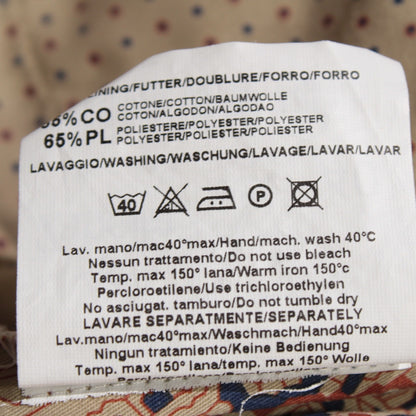 LINING/FUTTER/DOUBLURE/FORRO/FORRO
% CO COTONE/COTTON/BAUMWOLLE
COTON/ALGODON/ALGODAO
65% PL POLIESTERE/POLYESTER/POLYESTER
POLIESTER/POLYESTER/POLIESTER
LAVAGGIO/WASHING/WASCHUNG/LAVAGE/LAVAR/LAVAR
40 P
Lav. mano/mac40°max/Hand/mach. wash 40°C
Nessun trattamento/Do not use bleach
Temp. max 150° lana/Warm iron 150°c
Percloroetilene/Use trichloroethylen
No asciugat. tamburo/Do not tumble dry
LAVARE SEPARATMENTE/SEPARATELY
Lav. mano/mac40°max/Waschmach/Hand40°max
Ningun tratamiento/Keine Bedienung
Temp. max 150° lana/temp. max 150° Wolle